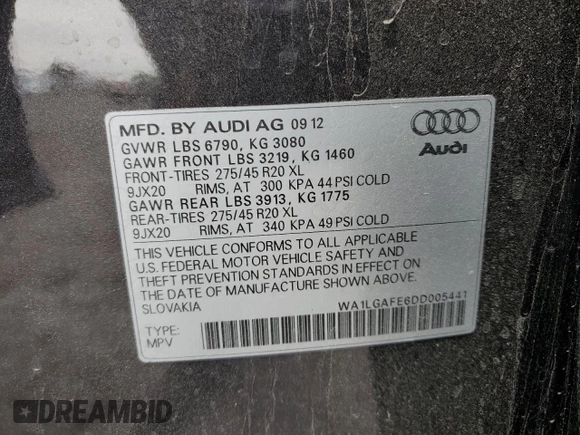 MFD. BY AUDI AG 09 12
GVWR LBS 6790, KG 3080
GAWR FRONT LBS 3219, KG 1460
FRONT-TIRES 275/45 R20 XL
9JX20 RIMS, AT 300 KPA 44 PSI COLD
GAWR REAR LBS 3913, KG 1775
REAR-TIRES 275/45 R20 XL
9JX20 RIMS, AT 340 KPA 49 PSI COLD
Audi
THIS VEHICLE CONFORMS TO ALL APPLICABLE
U.S. FEDERAL MOTOR VEHICLE SAFETY AND
THEFT PREVENTION STANDARDS IN EFFECT ON
THE DATE OF MANUFACTURE SHOWN ABOVE.
SLOVAKIA
WA1LGAFE6DD005441
TYPE:
MPV
DREAMBID